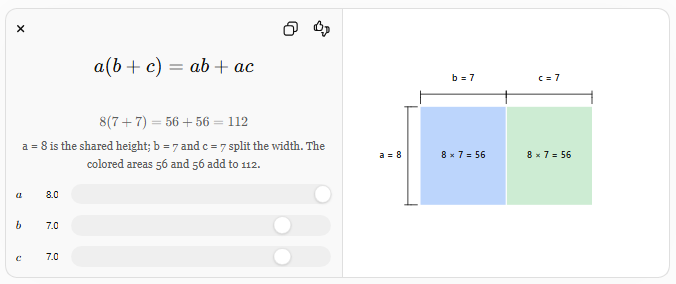 a(b + c) = ab + ac
8(7 + 7) = 56 + 56 = 112
a = 8 is the shared height; b = 7 and c = 7 split the width. The
colored areas 56 and 56 add to 112.
a 8.0
b 7.0
c 7.0
b = 7 c = 7
a = 8 8 × 7 = 56 8 × 7 = 56